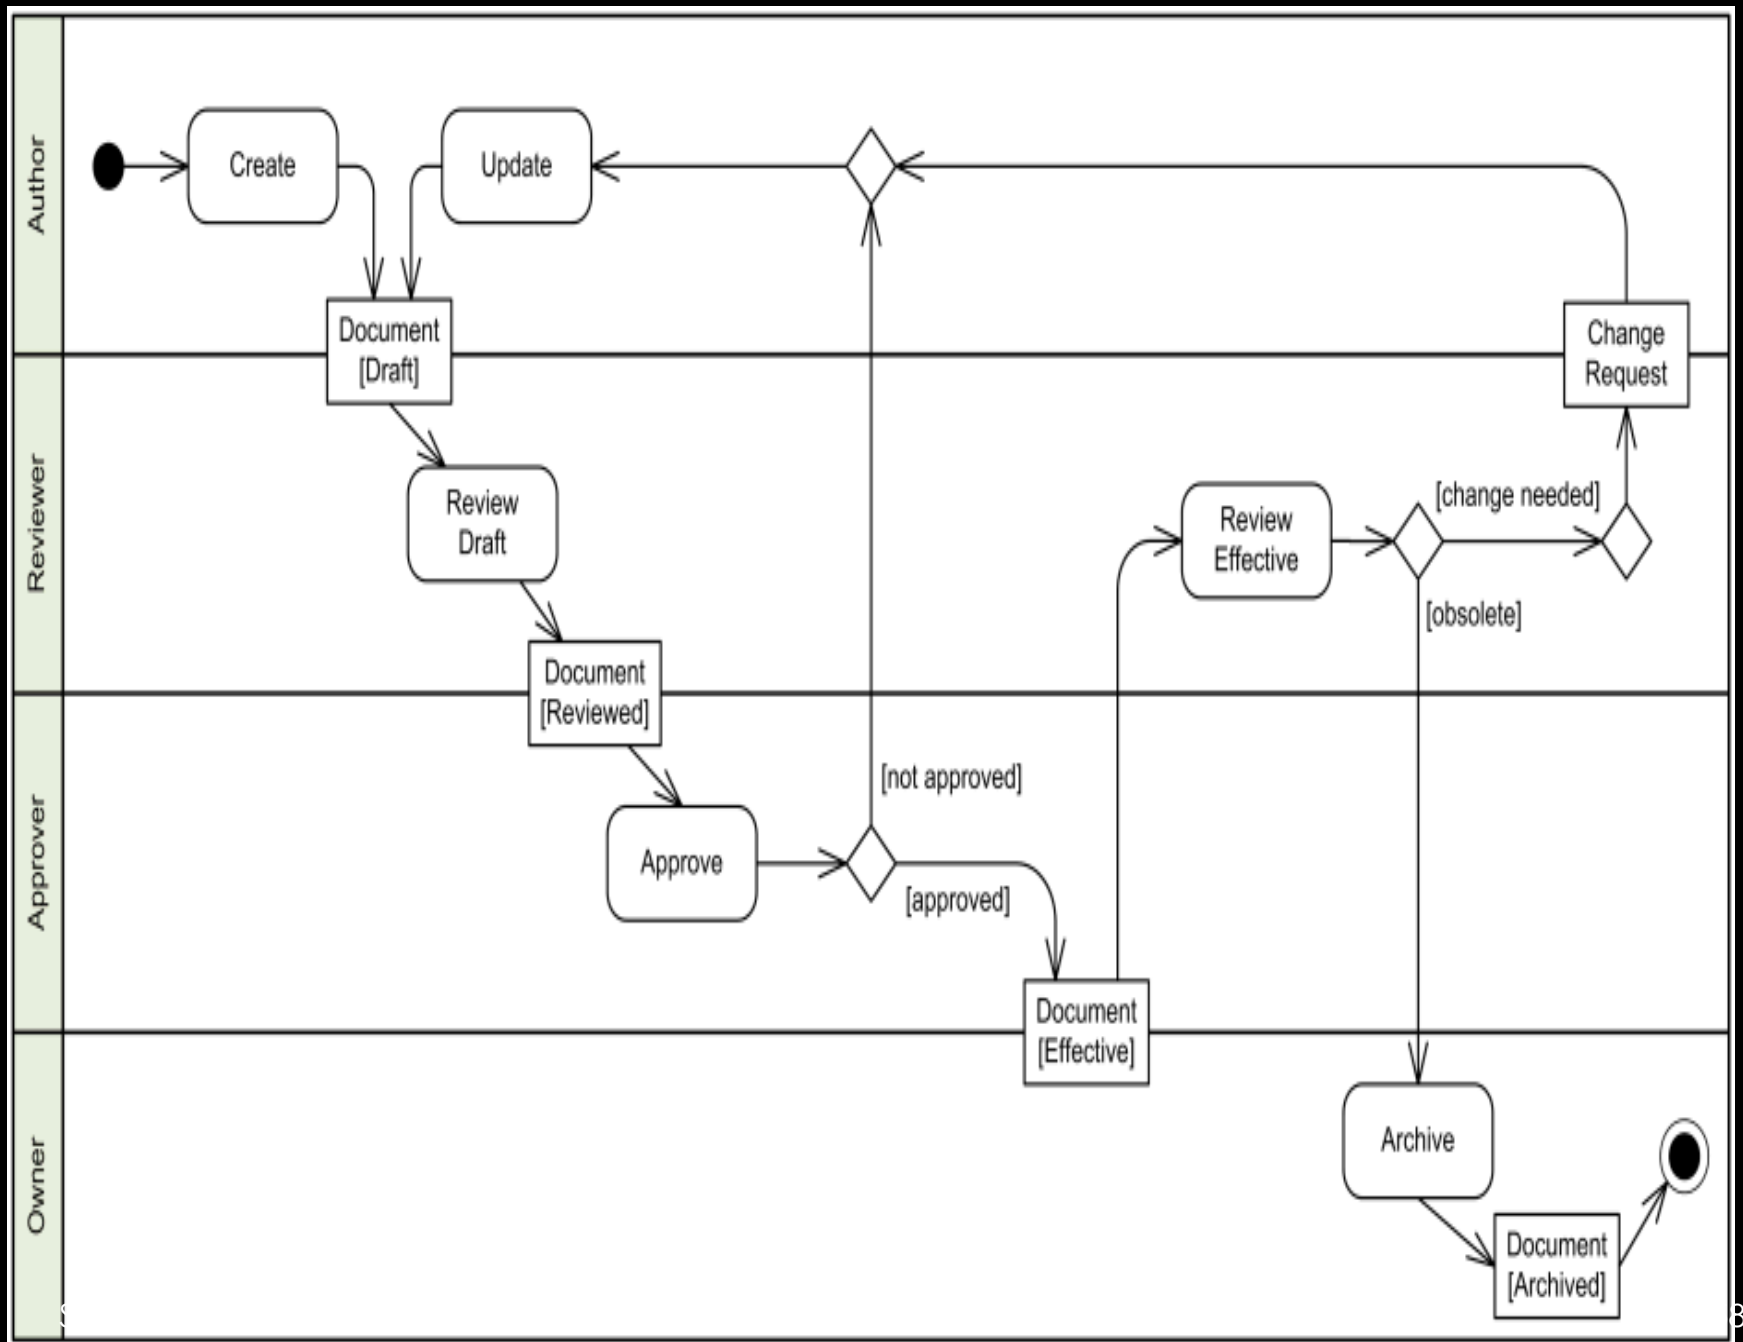 Author
Create
Update
Document
[Draft]
Change
Request
Reviewer
Review
Draft
Review
Effective
[change needed]
[obsolete]
Document
[Reviewed]
Approver
[not approved]
Approve
[approved]
Document
[Effective]
Owner
Archive
Document
[Archived]
8